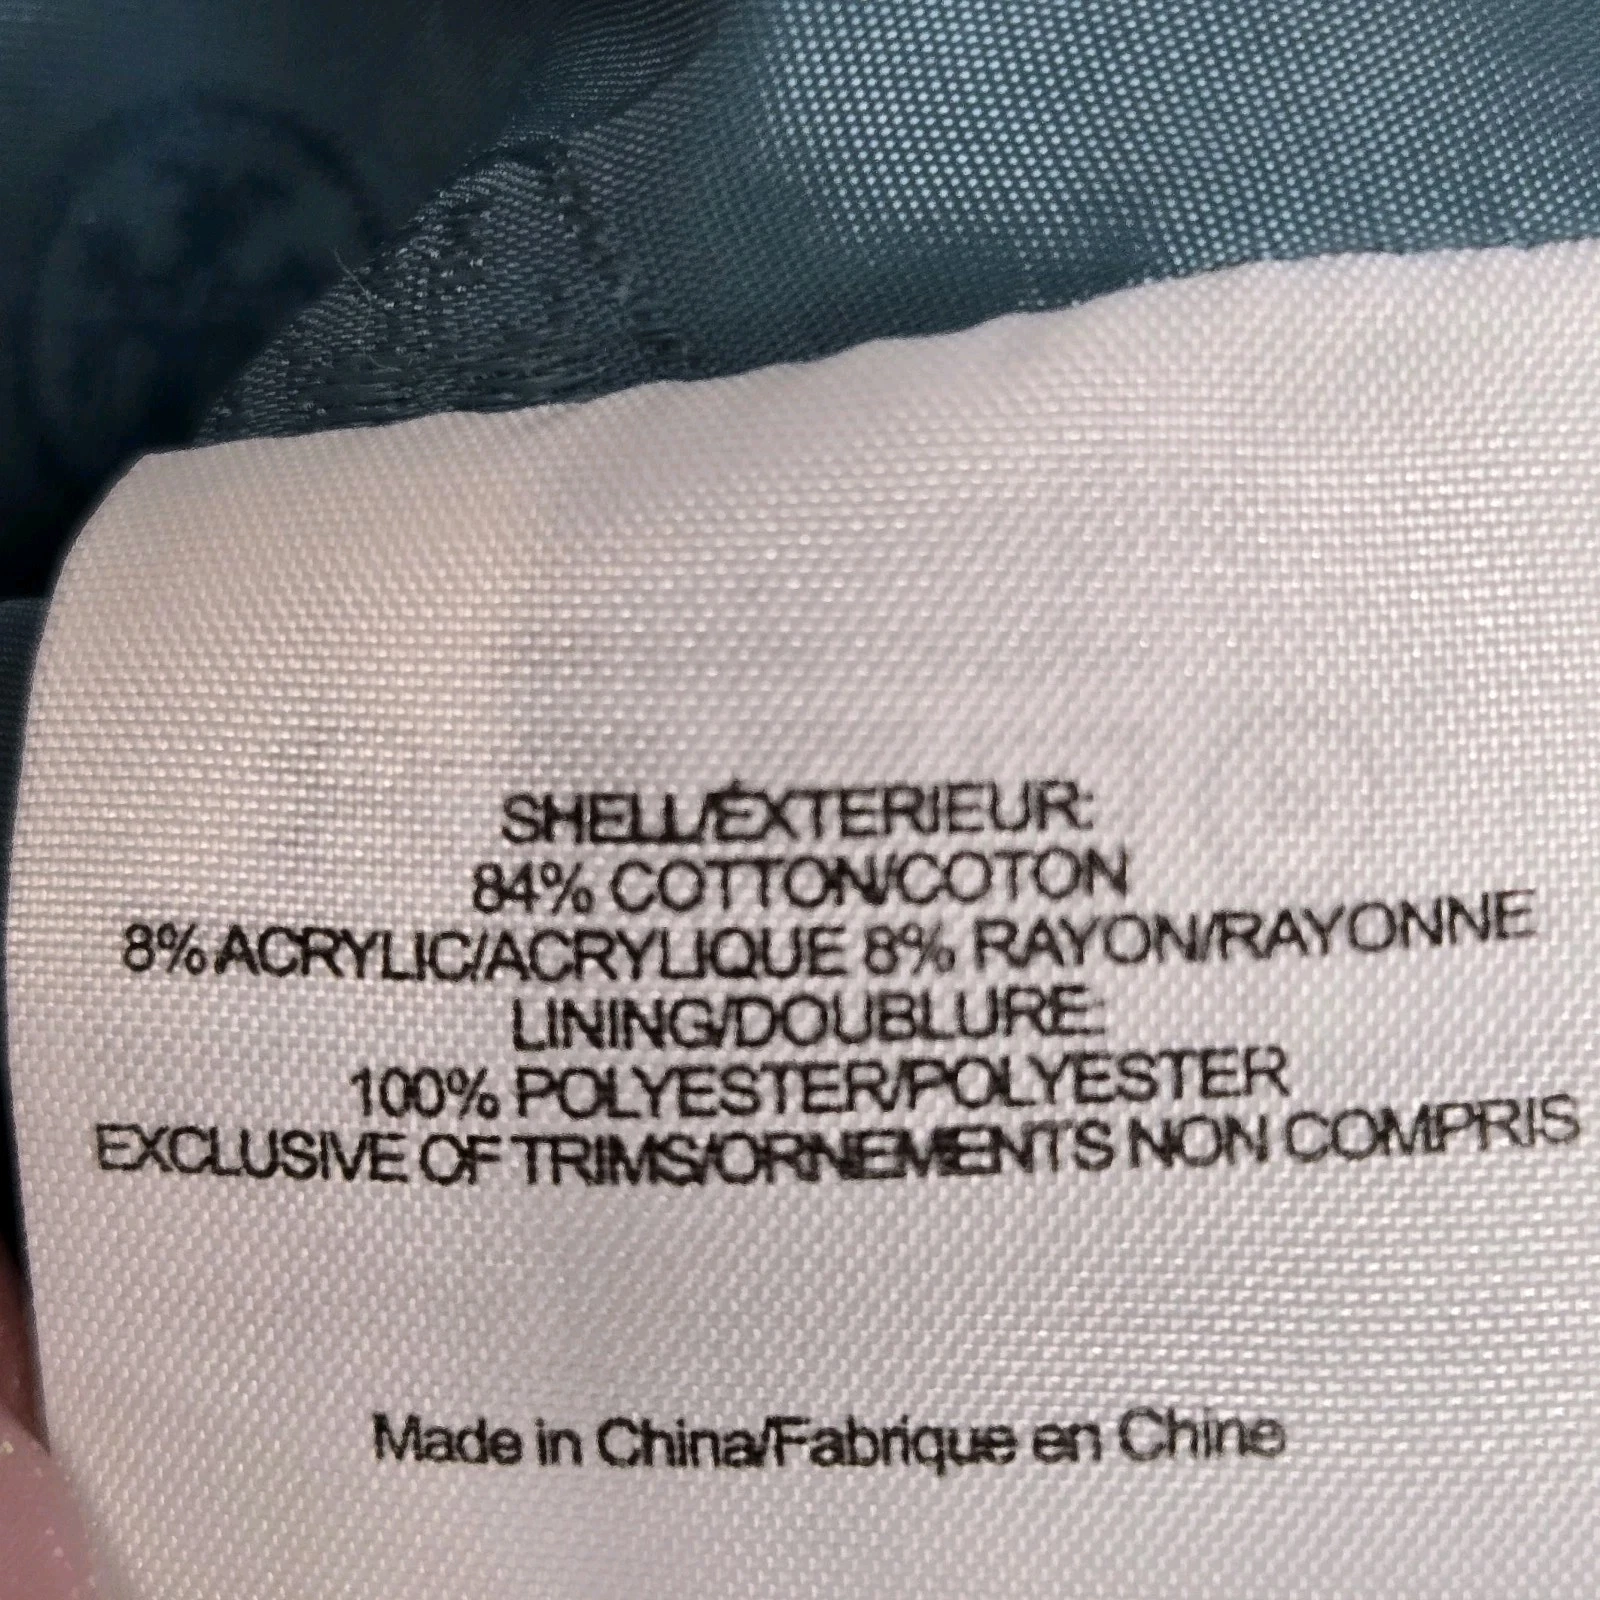 SHELL/ÉXTERIEUR:
84% COTTON/COTON
8% ACRYLIC/ACRYLIQUE 8% RAYON/RAYONNE
LINING/DOUBLURE:
100% POLYESTER/POLYESTER
EXCLUSIVE OF TRIMS/ORNEMENTS NON COMPRIS
Made in China/Fabrique en Chine